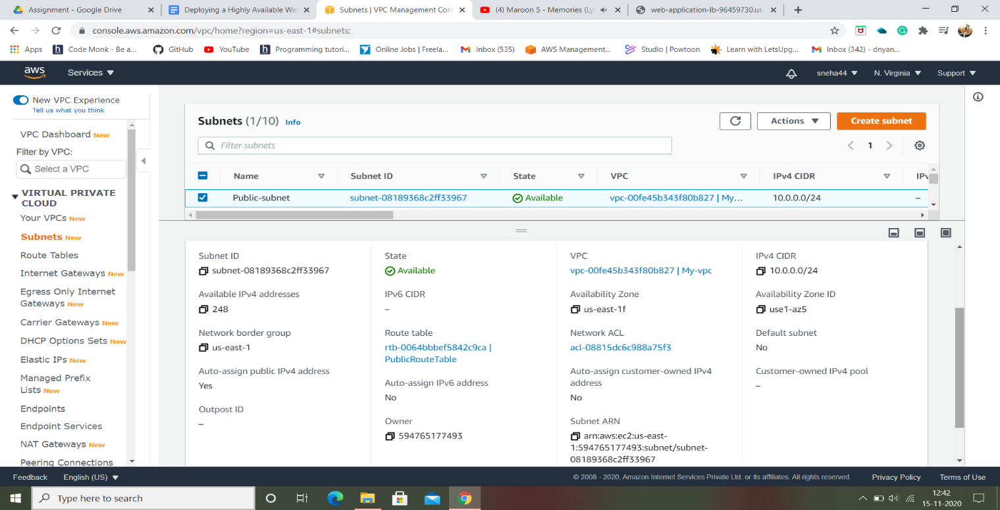 Assignment - Google Drive
Deploying a Highly Available We
Subnets | VPC Management Con
(4) Maroon 5 - Memories (Ly
web-application-lb-96459730.us-
console.aws.amazon.com/vpc/home?region=us-east-1#subnets:
Apps
Code Monk - Be a...
GitHub
YouTube
Programming tutori...
Online Jobs | Freela...
Inbox (535)
AWS Management...
Studio | Powtoon
Learn with LetsUpg...
Inbox (342) - dnyan...
aws
Services
sneha44
N. Virginia
Support
New VPC Experience
Tell us what you think
VPC Dashboard New
Filter by VPC:
Select a VPC
VIRTUAL PRIVATE
CLOUD
Your VPCs New
Subnets New
Route Tables
Internet Gateways New
Egress Only Internet
Gateways New
Carrier Gateways New
DHCP Options Sets New
Elastic IPs New
Managed Prefix
Lists New
Endpoints
Endpoint Services
NAT Gateways New
Peering Connections
Subnets (1/10) Info
Actions
Create subnet
Filter subnets
1
Name
Subnet ID
State
VPC
IPv4 CIDR
IPv
Public-subnet
subnet-08189368c2ff33967
Available
vpc-00fe45b343f80b827 | My...
10.0.0.0/24
–
Subnet ID
subnet-08189368c2ff33967
State
Available
VPC
vpc-00fe45b343f80b827 | My-vpc
IPv4 CIDR
10.0.0.0/24
Available IPv4 addresses
248
IPv6 CIDR
–
Availability Zone
us-east-1f
Availability Zone ID
use1-az5
Network border group
us-east-1
Route table
rtb-0064bbbef5842c9ca |
PublicRouteTable
Network ACL
acl-08815dc6c988a75f3
Default subnet
No
Auto-assign public IPv4 address
Yes
Auto-assign IPv6 address
No
Auto-assign customer-owned IPv4
address
No
Customer-owned IPv4 pool
–
Outpost ID
–
Owner
594765177493
Subnet ARN
arn:aws:ec2:us-east-
1:594765177493:subnet/subnet-
08189368c2ff33967
Feedback
English (US)
© 2008 - 2020, Amazon Internet Services Private Ltd. or its affiliates. All rights reserved.
Privacy Policy
Terms of Use
Type here to search
12:42
15-11-2020